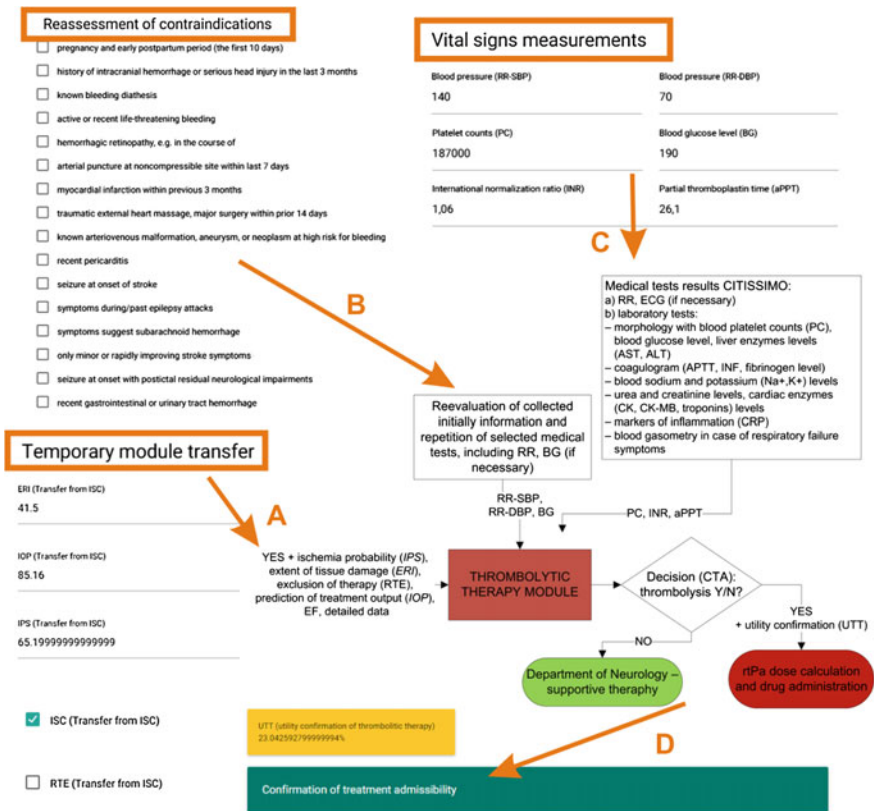 Reassessment of contraindications
pregnancy and early postpartum period (the first 10 days)
history of intracranial hemorrhage or serious head injury in the last 3 months
known bleeding diathesis
active or recent life-threatening bleeding
hemorrhagic retinopathy, e.g. in the course of
arterial puncture at noncompressible site within last 7 days
myocardial infarction within previous 3 months
traumatic external heart massage, major surgery within prior 14 days
known arteriovenous malformation, aneurysm, or neoplasm at high risk for bleeding
recent pericarditis
seizure at onset of stroke
symptoms during/past epilepsy attacks
symptoms suggest subarachnoid hemorrhage
only minor or rapidly improving stroke symptoms
seizure at onset with postictal residual neurological impairments
recent gastrointestinal or urinary tract hemorrhage
Vital signs measurements
Blood pressure (RR-SBP)
140
Blood pressure (RR-DBP)
70
Platelet counts (PC)
187000
Blood glucose level (BG)
190
International normalization ratio (INR)
1,06
Partial thromboplastin time (aPPT)
26,1
C
B
Medical tests results CITISSIMO:
a) RR, ECG (if necessary)
b) laboratory tests:
– morphology with blood platelet counts (PC),
blood glucose level, liver enzymes levels
(AST, ALT)
– coagulogram (APTT, INF, fibrinogen level)
– blood sodium and potassium (Na+,K+) levels
– urea and creatinine levels, cardiac enzymes
(CK, CK-MB, troponins) levels
– markers of inflammation (CRP)
– blood gasometry in case of respiratory failure
symptoms
Reevaluation of collected
initially information and
repetition of selected medical
tests, including RR, BG (if
necessary)
Temporary module transfer
ERI (Transfer from ISC)
41.5
IOP (Transfer from ISC)
85.16
IPS (Transfer from ISC)
65.19999999999999
A
RR-SBP,
RR-DBP, BG
PC, INR, aPPT
YES + ischemia probability (IPS),
extent of tissue damage (ERI),
exclusion of therapy (RTE),
prediction of treatment output (IOP),
EF, detailed data
THROMBOLYTIC
THERAPY MODULE
Decision (CTA):
thrombolysis Y/N?
NO
YES
+ utility confirmation (UTT)
Department of Neurology –
supportive theraphy
rtPa dose calculation
and drug administration
D
ISC (Transfer from ISC)
UTT (utility confirmation of thrombolitic therapy)
23.042592799999994%
RTE (Transfer from ISC)
Confirmation of treatment admissibility